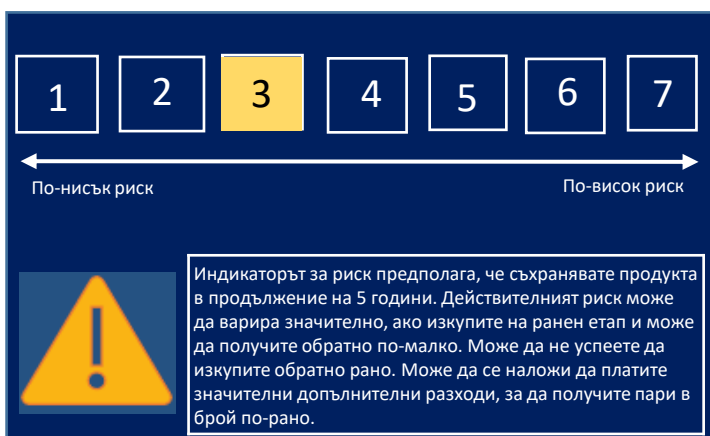 1 2 3 4 5 6 7
По-нисък риск По-висок риск
Индикаторът за риск предполага, че съхранявате продукта
в продължение на 5 години. Действителният риск може
да варира значително, ако изкупите на ранен етап и може
да получите обратно по-малко. Може да не успеете да
изкупите обратно рано. Може да се наложи да платите
значителни допълнителни разходи, за да получите пари в
брой по-рано.